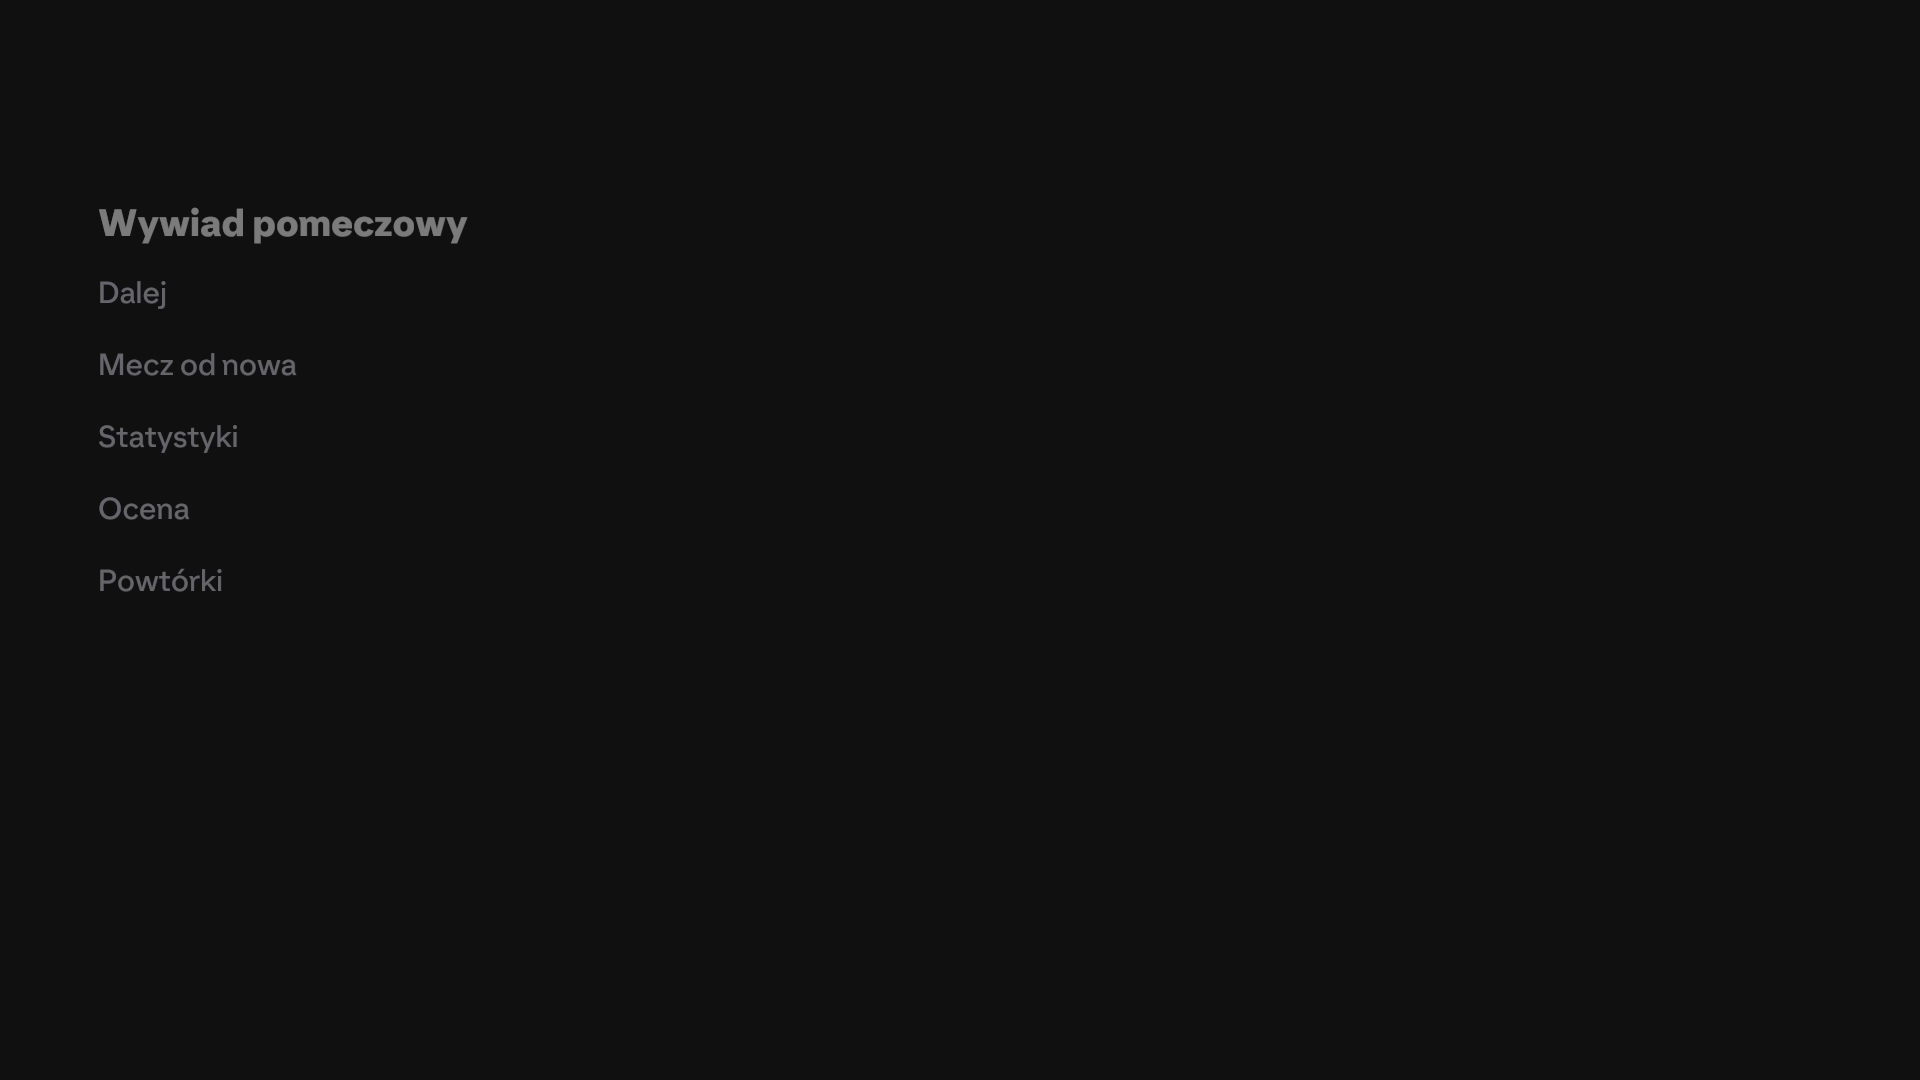 Wywiad pomeczowy
Dalej
Mecz od nowa
Statystyki
Ocena
Powtórki